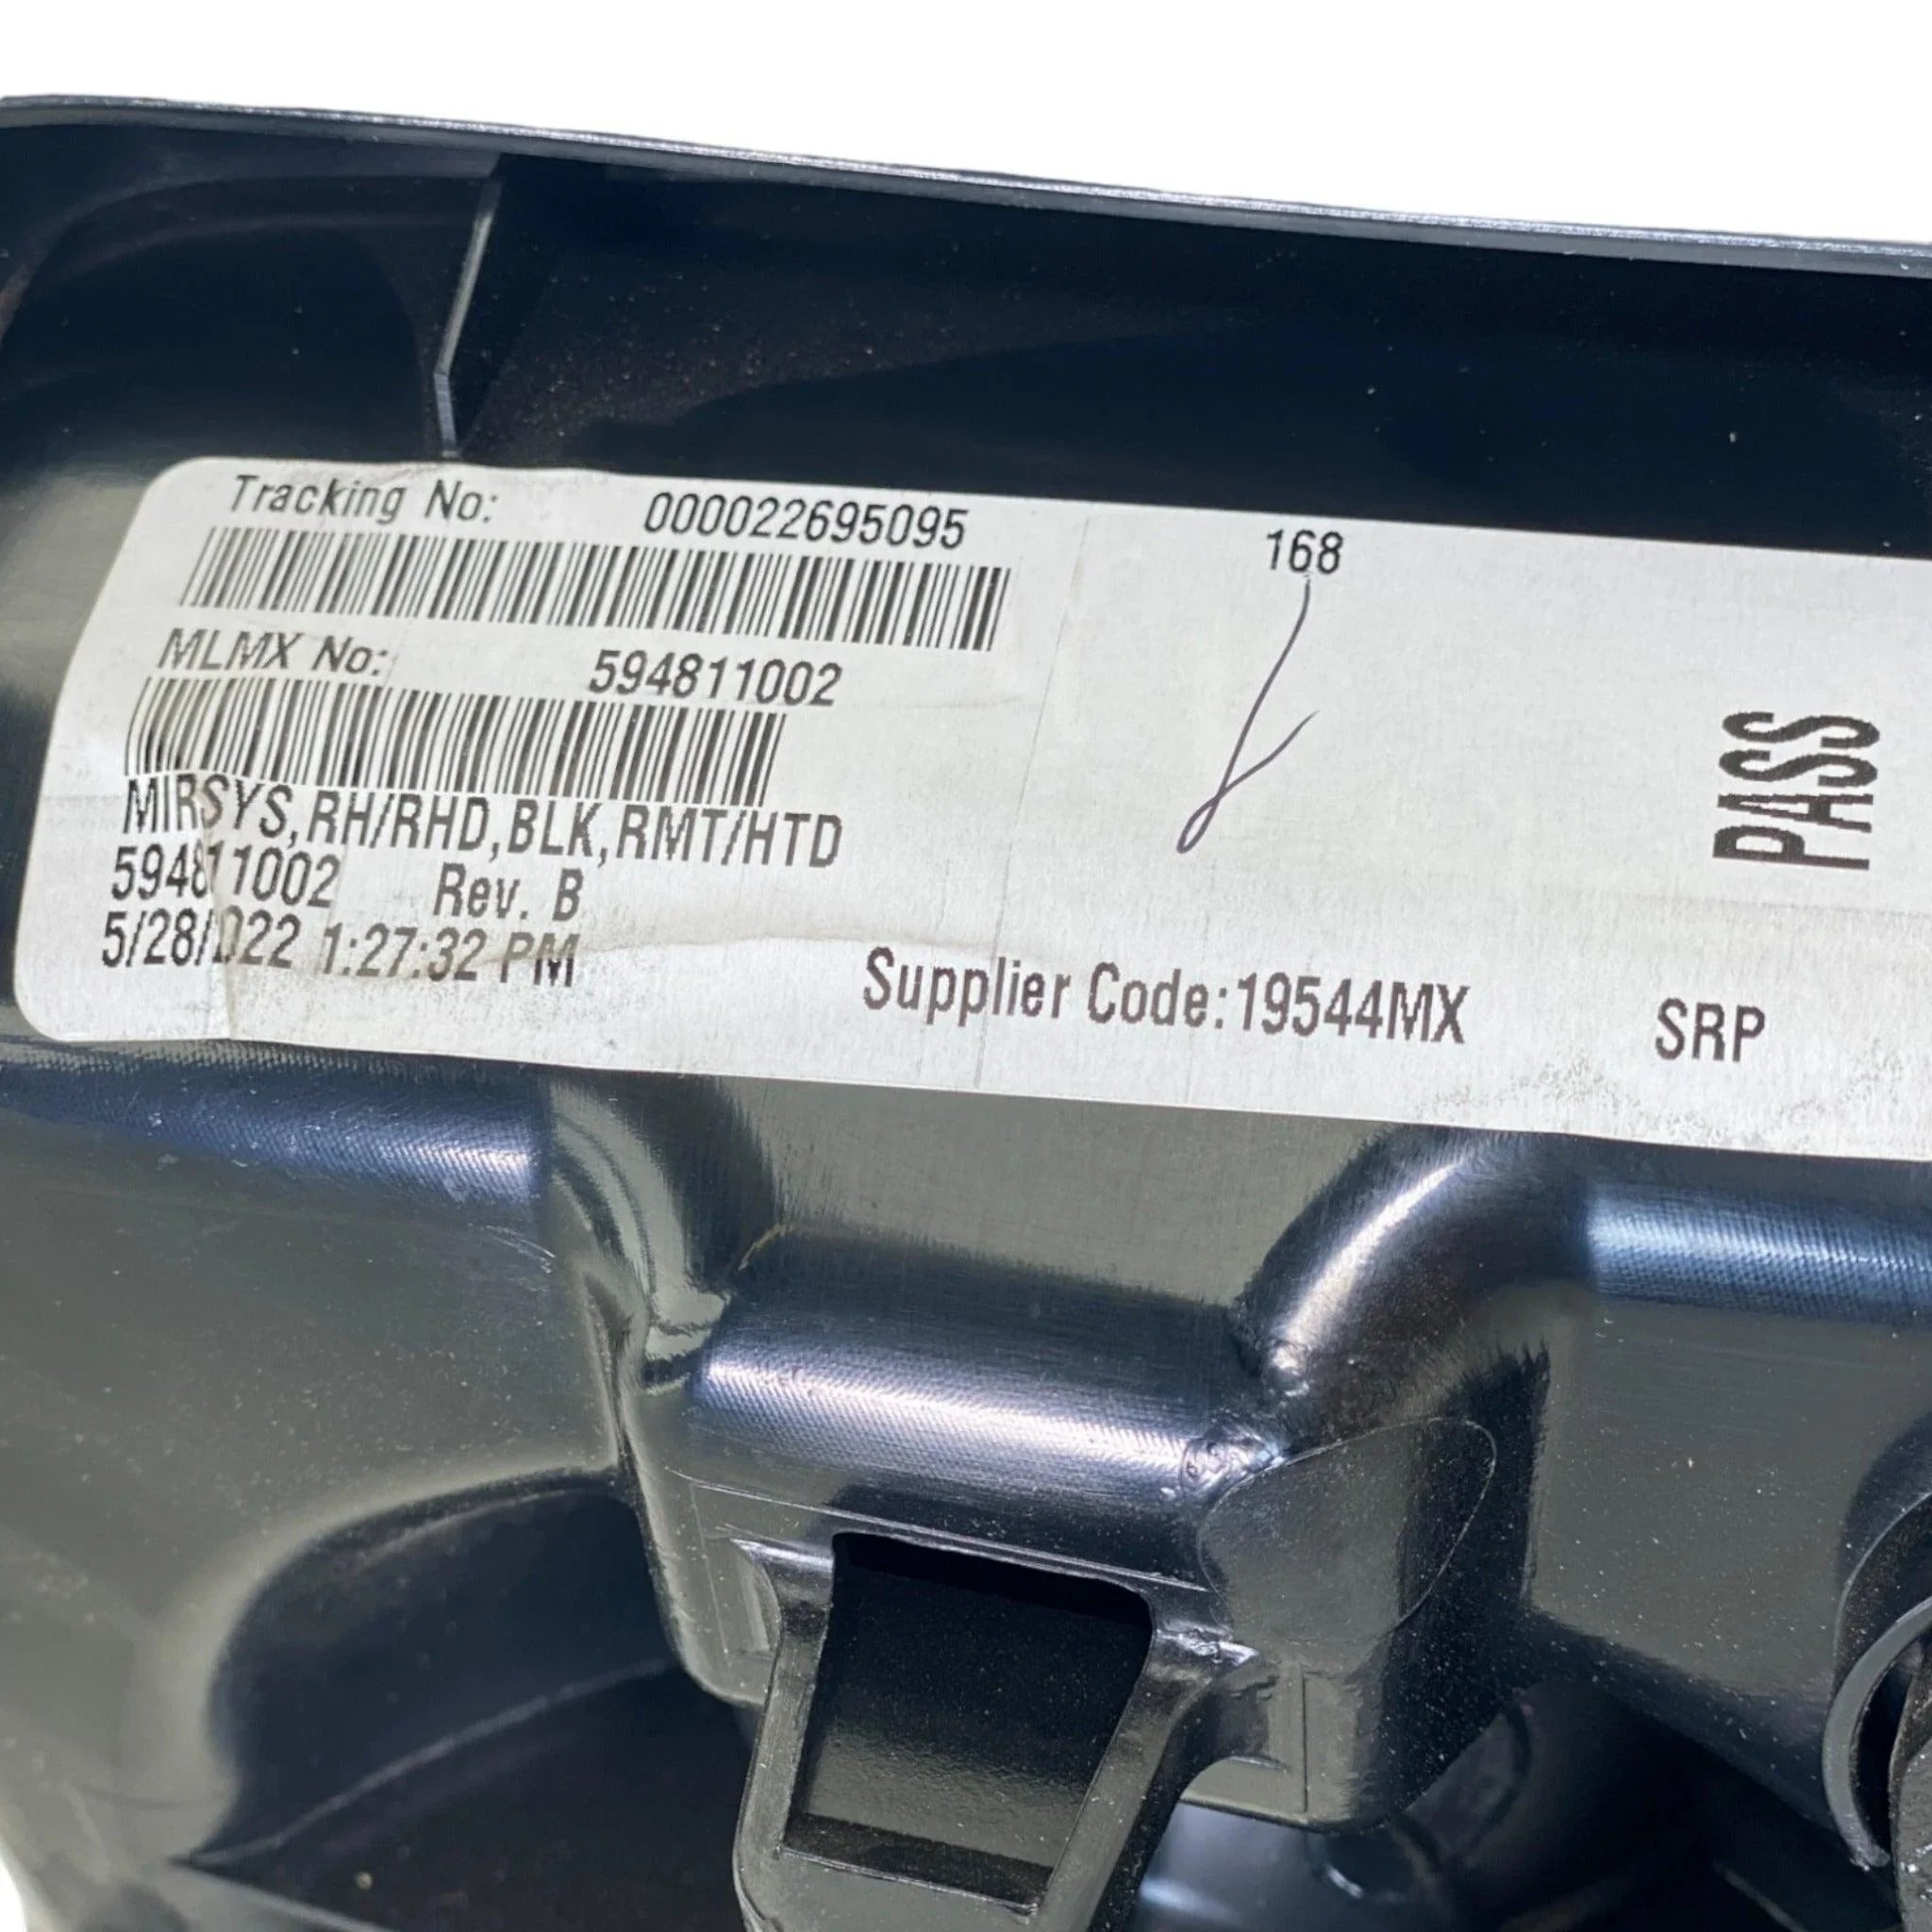 Tracking No: 000022695095 168
MLMX No: 594811002
PASS
MIRSYS,RH/RHD,BLK,RMT/HTD
594811002 Rev. B
5/28/2022 1:27:32 PM
Supplier Code:19544MX SRP